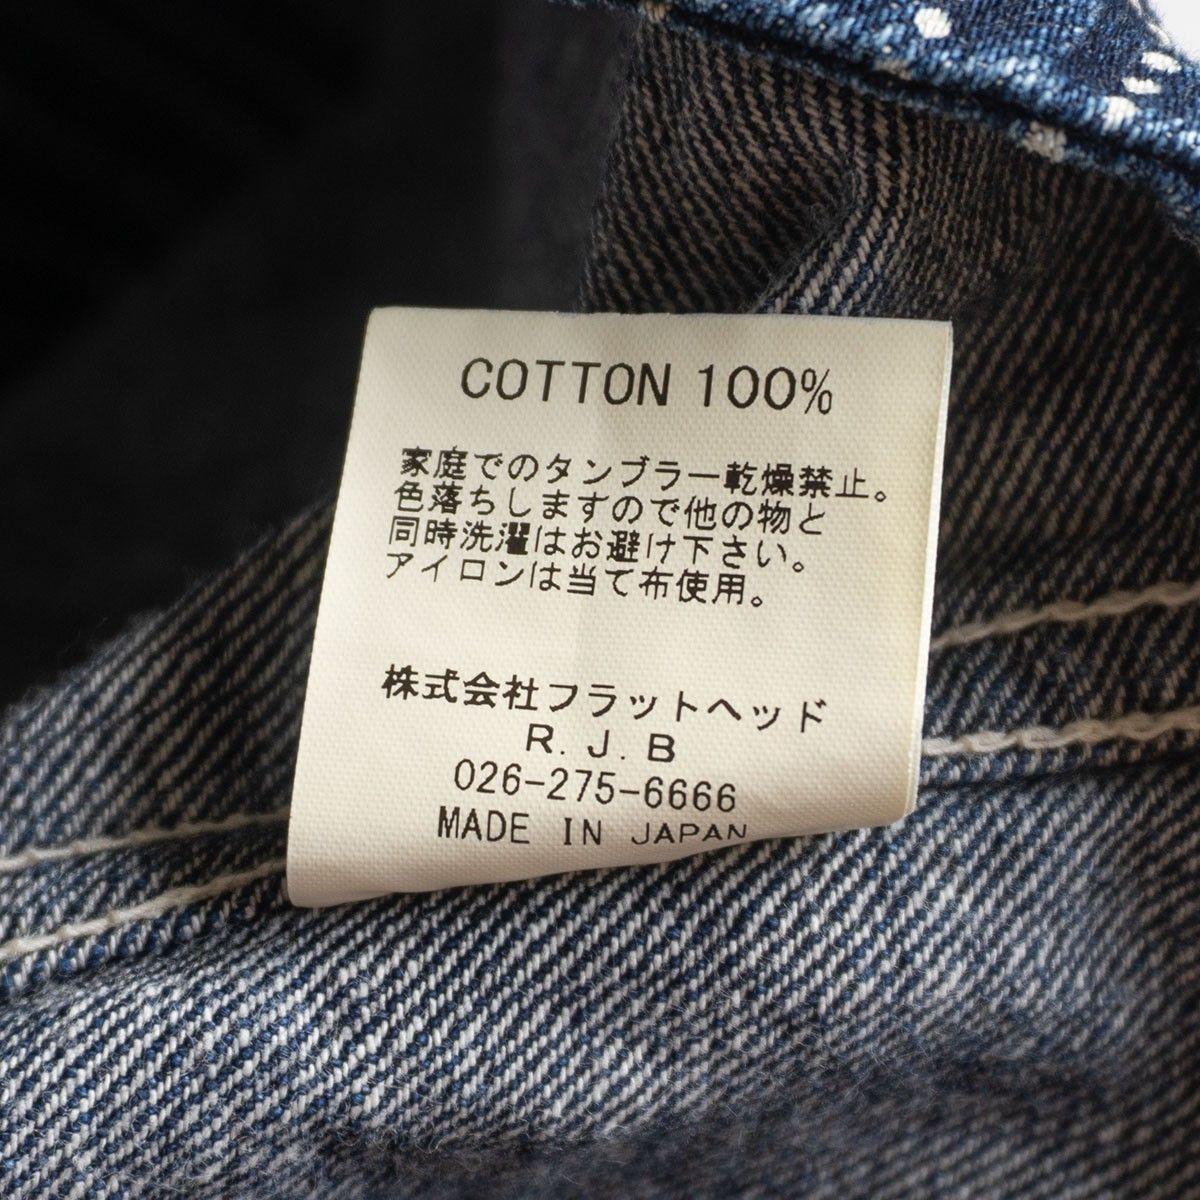 COTTON 100%
家庭でのタンブラー乾燥禁止。
色落ちしますので他の物と
同時洗濯はお避け下さい。
アイロンは当て布使用。
株式会社フラットヘッド
R.J.B
026-275-6666
MADE IN JAPAN